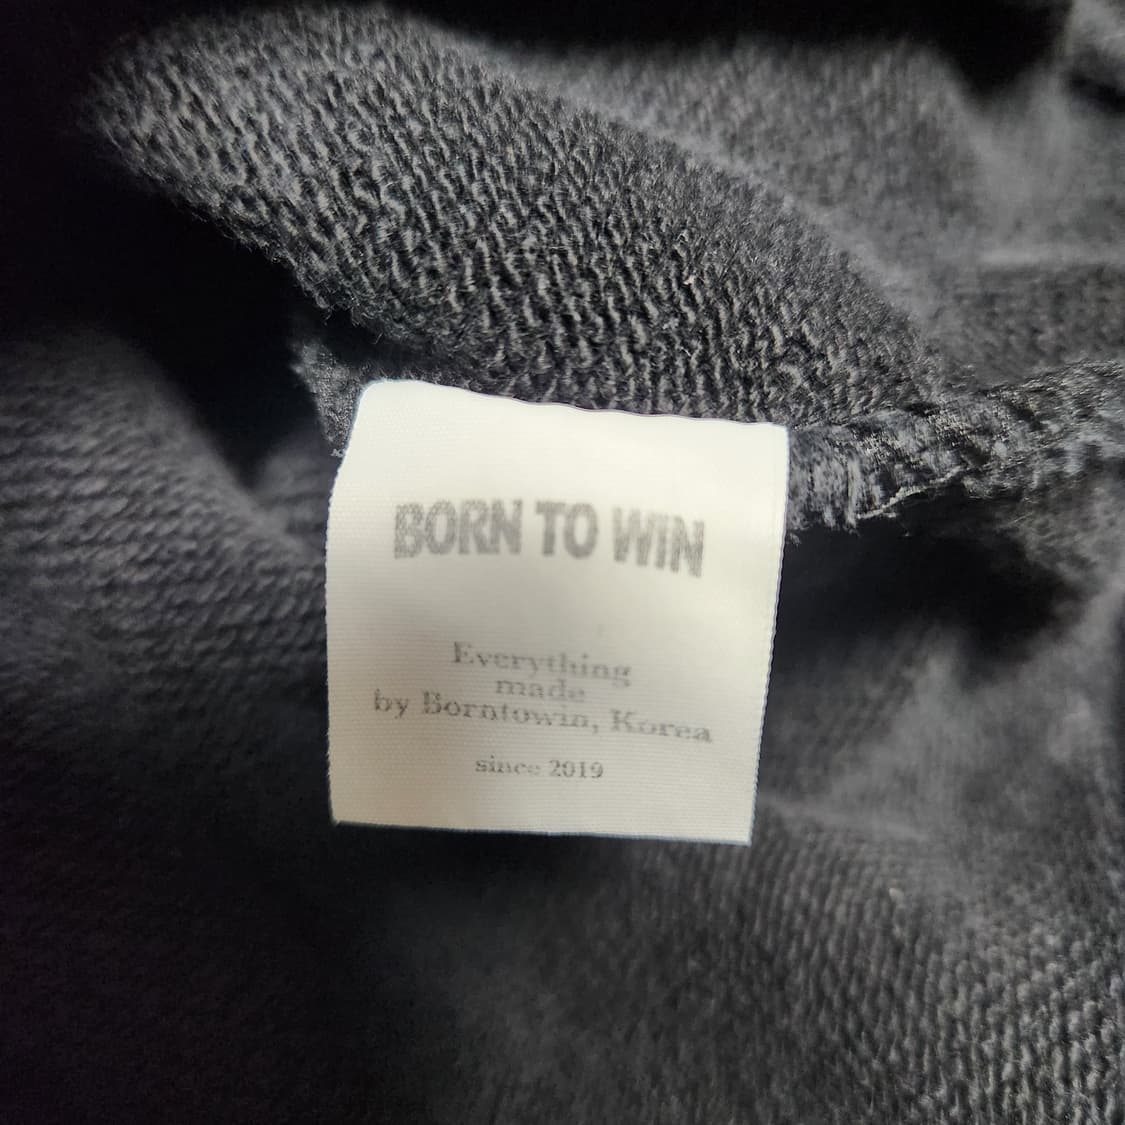 BORN TO WIN
Everything
made
by Borntowin, Korea
since 2019